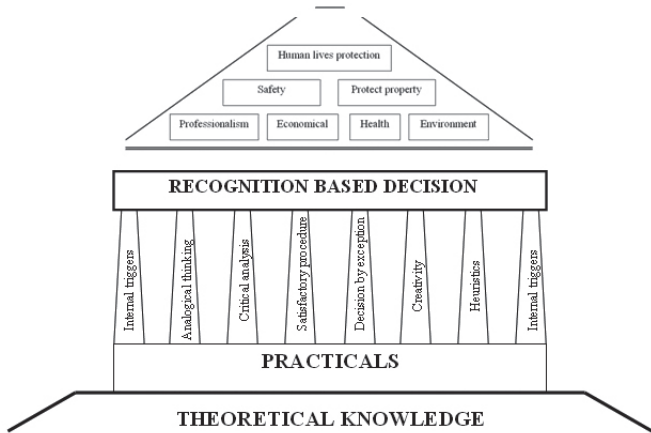 Human lives protection
Safety
Protect property
Professionalism
Economical
Health
Environment
RECOGNITION BASED DECISION
Internal triggers
Analogical thinking
Critical analysis
Satisfactory procedure
Decision by exception
Creativity
Heuristics
Internal triggers
PRACTICALS
THEORETICAL KNOWLEDGE